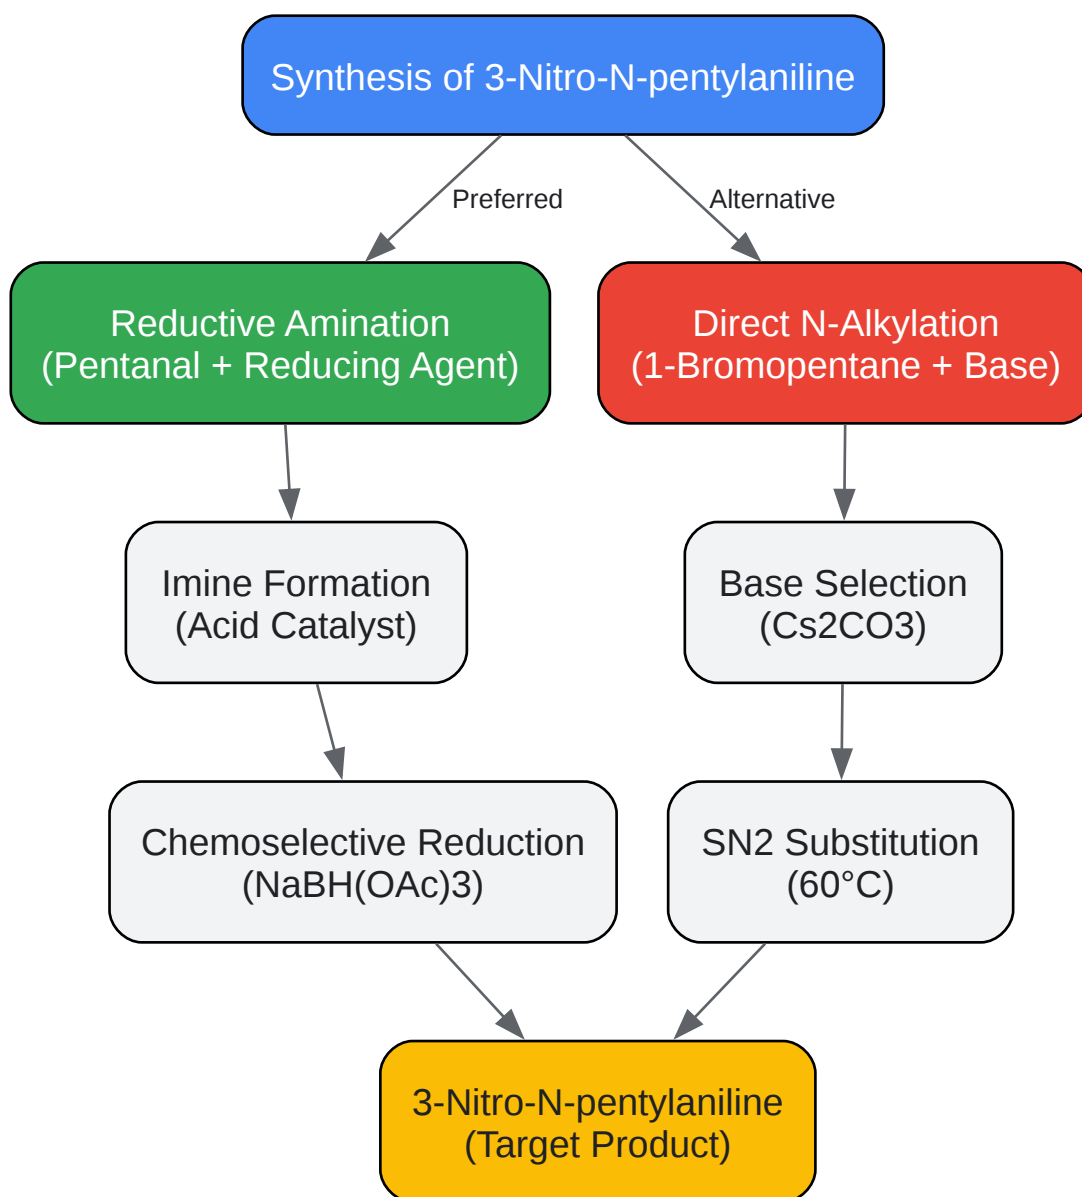 Synthesis of 3-Nitro-N-pentylaniline
Preferred
Alternative
Reductive Amination
(Pentanal + Reducing Agent)
Direct N-Alkylation
(1-Bromopentane + Base)
Imine Formation
(Acid Catalyst)
Base Selection
(Cs2CO3)
Chemoselective Reduction
(NaBH(OAc)3)
SN2 Substitution
(60°C)
3-Nitro-N-pentylaniline
(Target Product)